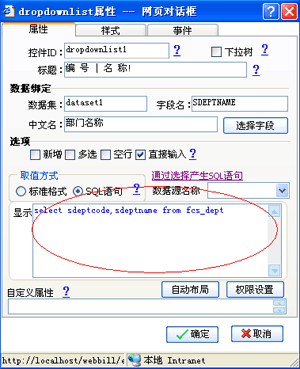 dropdownlist属性 -- 网页对话框
属性 样式 事件
控件ID: dropdownlist1 ? 下拉树 ?
标题: 编 号 | 名 称! ?
数据绑定
数据集: dataset1 字段名: SDEPTNAME
中文名: 部门名称 选择字段
选项
新增 多选 空行 直接输入 ?
取值方式 通过选择产生SQL语句
标准格式 SQL语句 ? 数据源名称
显示 select sdeptcode,sdeptname from fcs_dept
自动布局 权限设置
自定义属性 ?
确定 取消
http://localhost/webbill/e 本地 Intranet